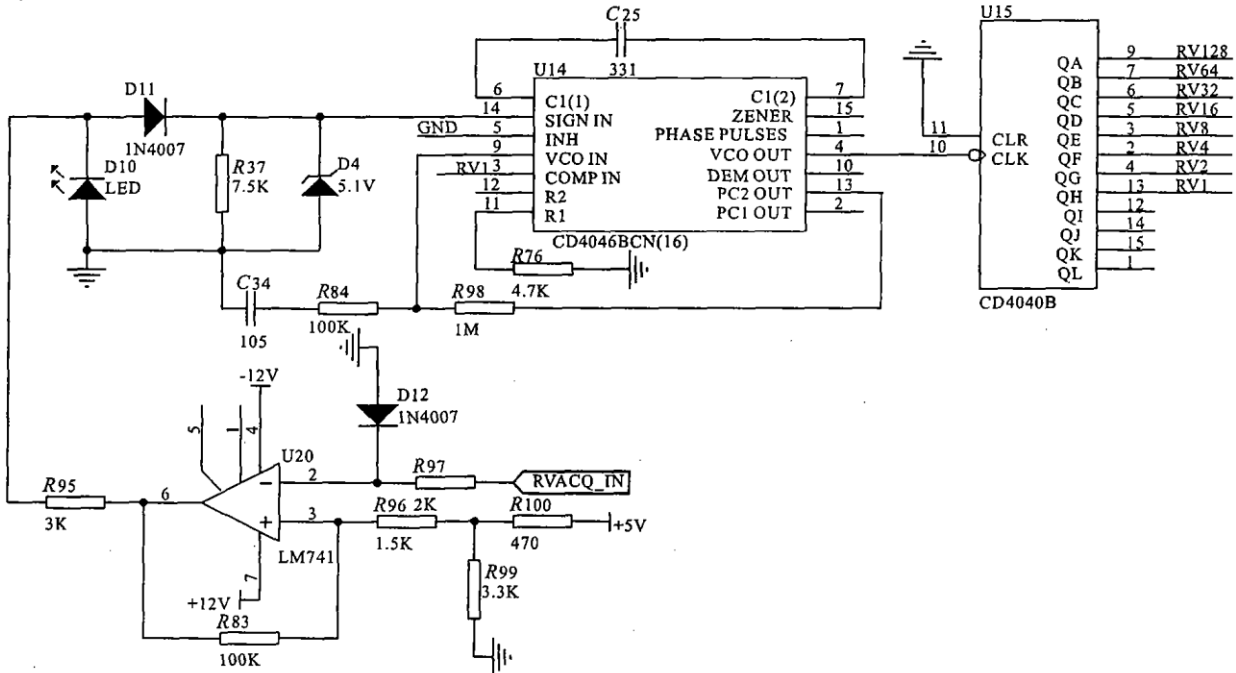 C25
331
U14
6
C1(1)
C1(2)
7
14
SIGN IN
ZENER
15
GND
5
INH
PHASE PULSES
1
9
VCO IN
VCO OUT
4
RV1
3
COMP IN
DEM OUT
10
12
R2
PC2 OUT
13
11
R1
PC1 OUT
2
CD4046BCN(16)
R76
4.7K
D11
1N4007
D10
LED
R37
7.5K
D4
5.1V
C34
105
R84
100K
R98
1M
U15
11
CLR
10
CLK
QA
9
RV128
QB
7
RV64
QC
6
RV32
QD
5
RV16
QE
3
RV8
QF
2
RV4
QG
4
RV2
QH
13
RV1
QI
12
QJ
14
QK
15
QL
1
CD4040B
-12V
5
1
4
U20
D12
1N4007
2
R97
2K
RVACQ_IN
R95
3K
6
−
+
3
R96
1.5K
R100
470
+5V
LM741
7
+12V
R99
3.3K
R83
100K